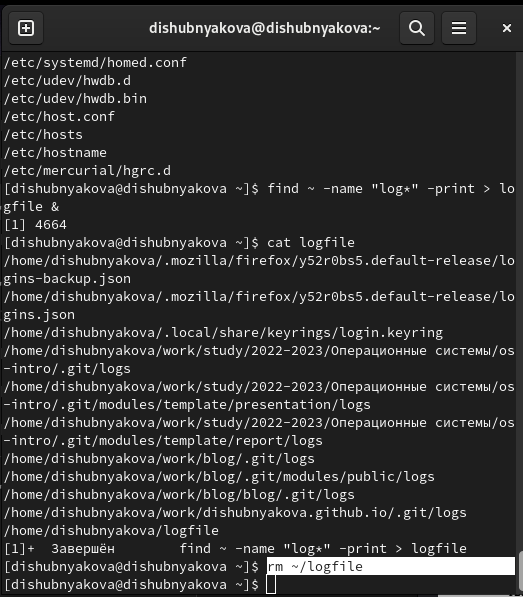 dishubnyakova@dishubnyakova:~
/etc/systemd/homed.conf
/etc/udev/hwdb.d
/etc/udev/hwdb.bin
/etc/host.conf
/etc/hosts
/etc/hostname
/etc/mercurial/hgrc.d
[dishubnyakova@dishubnyakova ~]$ find ~ -name "log*" -print > lo
gfile &
[1] 4664
[dishubnyakova@dishubnyakova ~]$ cat logfile
/home/dishubnyakova/.mozilla/firefox/y52r0bs5.default-release/lo
gins-backup.json
/home/dishubnyakova/.mozilla/firefox/y52r0bs5.default-release/lo
gins.json
/home/dishubnyakova/.local/share/keyrings/login.keyring
/home/dishubnyakova/work/study/2022-2023/Операционные системы/os
-intro/.git/logs
/home/dishubnyakova/work/study/2022-2023/Операционные системы/os
-intro/.git/modules/template/presentation/logs
/home/dishubnyakova/work/study/2022-2023/Операционные системы/os
-intro/.git/modules/template/report/logs
/home/dishubnyakova/work/blog/.git/logs
/home/dishubnyakova/work/blog/.git/modules/public/logs
/home/dishubnyakova/work/blog/blog/.git/logs
/home/dishubnyakova/work/dishubnyakova.github.io/.git/logs
/home/dishubnyakova/logfile
[1]+  Завершён        find ~ -name "log*" -print > logfile
[dishubnyakova@dishubnyakova ~]$ rm ~/logfile
[dishubnyakova@dishubnyakova ~]$